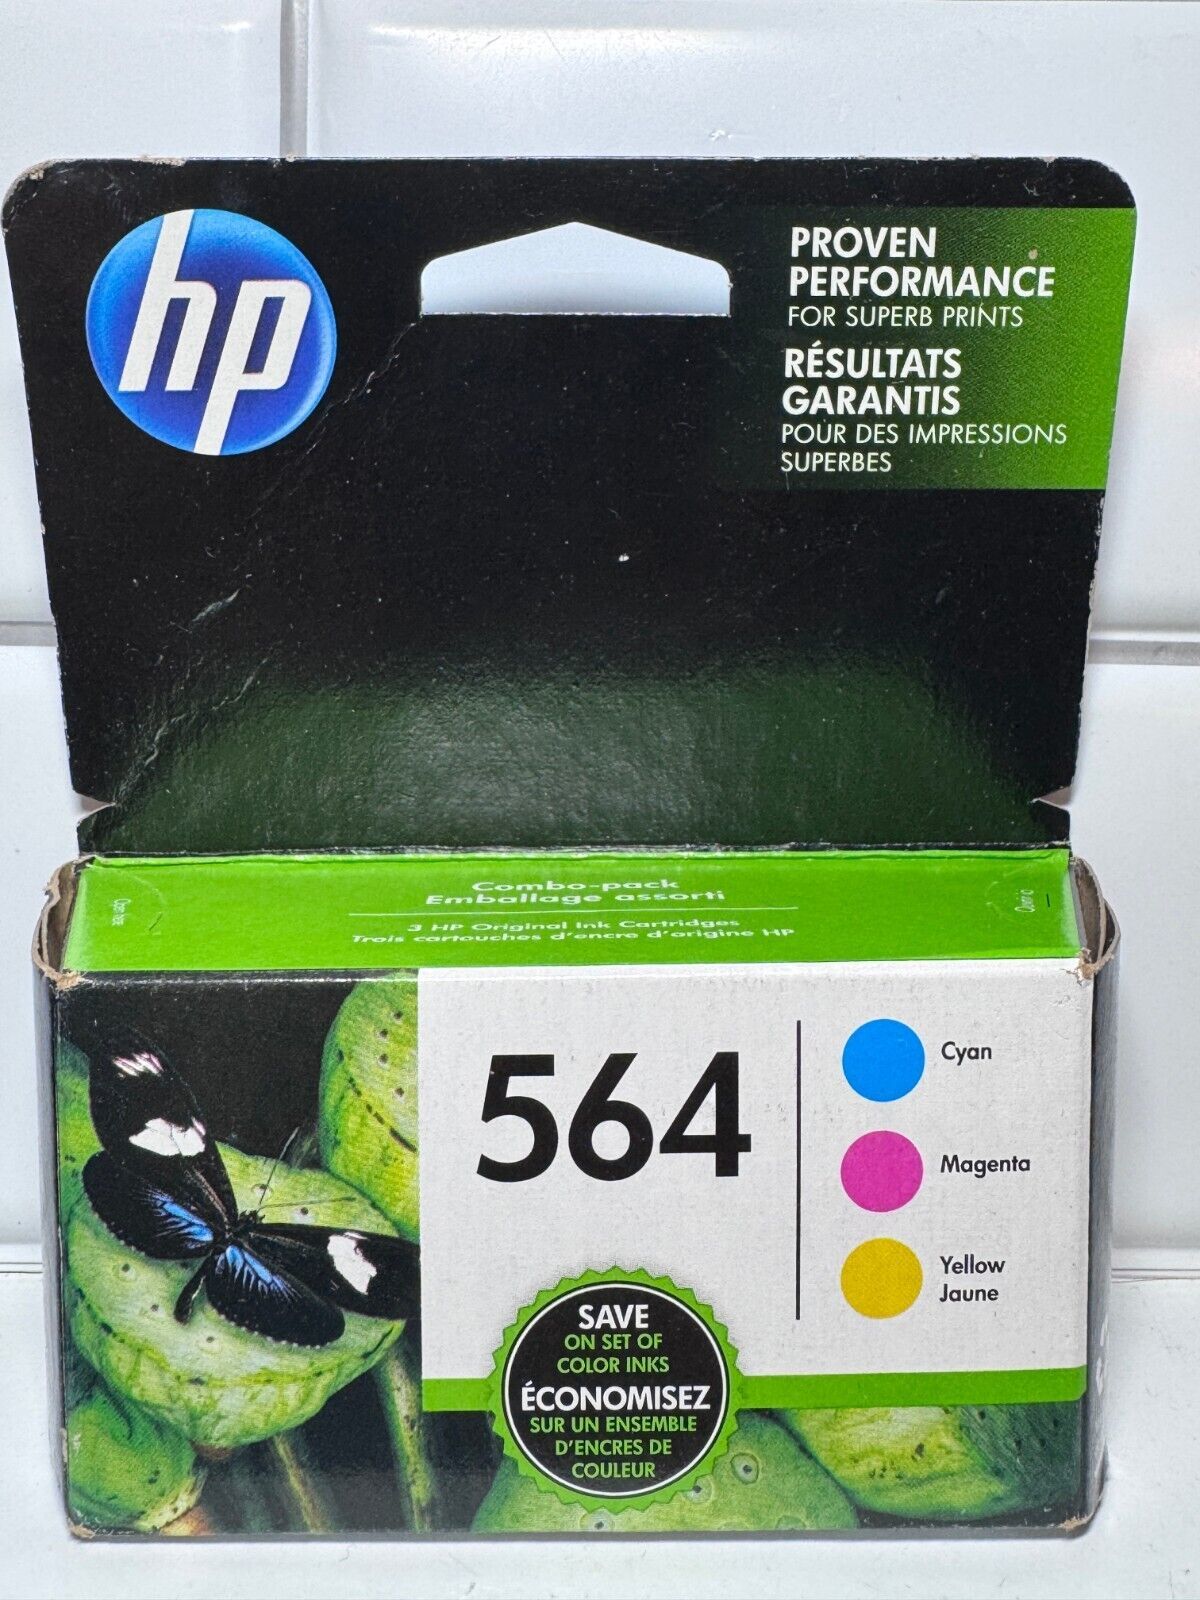 hp
PROVEN
PERFORMANCE
FOR SUPERB PRINTS
RÉSULTATS
GARANTIS
POUR DES IMPRESSIONS
SUPERBES
Combo-pack
Emballage assorti
3 HP Original Ink Cartridges
Trois cartouches d'encre d'origine HP
564
Cyan
Magenta
Yellow
Jaune
SAVE
ON SET OF
COLOR INKS
ÉCONOMISEZ
SUR UN ENSEMBLE
D'ENCRES DE
COULEUR